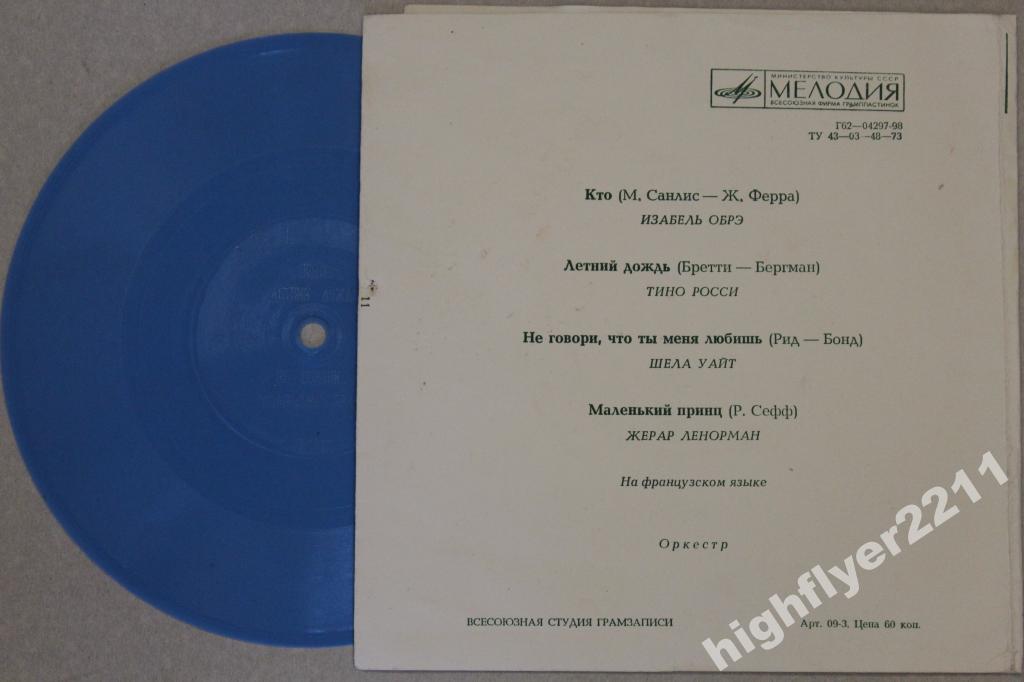 МИНИСТЕРСТВО КУЛЬТУРЫ СССР
МЕЛОДИЯ
ВСЕСОЮЗНАЯ ФИРМА ГРАМПЛАСТИНОК
Г62—04297-98
ТУ 43—03 -48—73
Кто (М. Санлис — Ж. Ферра)
ИЗАБЕЛЬ ОБРЭ
Летний дождь (Бретти — Бергман)
ТИНО РОССИ
Не говори, что ты меня любишь (Рид — Бонд)
ШЕЛА УАЙТ
Маленький принц (Р. Сефф)
ЖЕРАР ЛЕНОРМАН
На французском языке
Оркестр
ВСЕСОЮЗНАЯ СТУДИЯ ГРАМЗАПИСИ
Арт. 09-3. Цена 60 коп.
11
highflyer2211